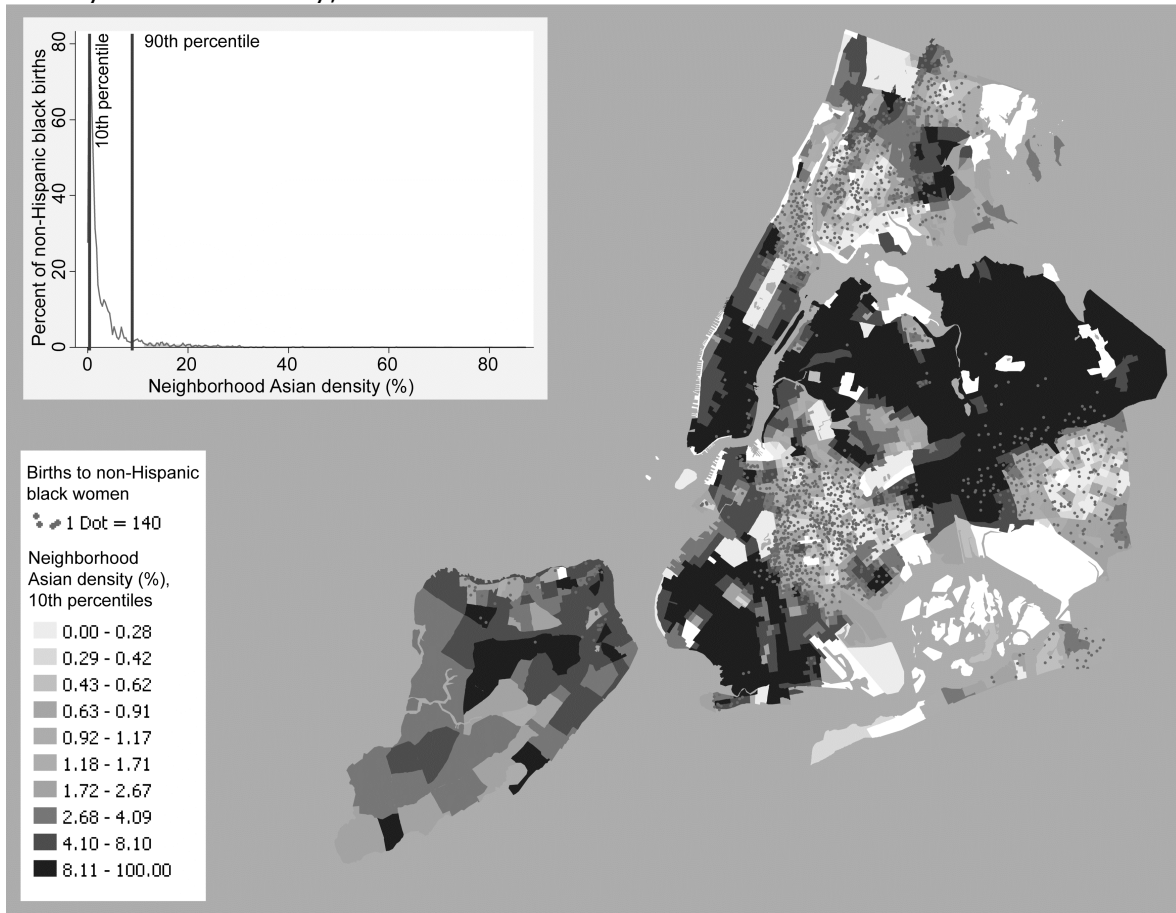 80
60
40
20
0
Percent of non-Hispanic black births
10th percentile
90th percentile
0 20 40 60 80
Neighborhood Asian density (%)
Births to non-Hispanic
black women
1 Dot = 140
Neighborhood
Asian density (%),
10th percentiles
0.00 - 0.28
0.29 - 0.42
0.43 - 0.62
0.63 - 0.91
0.92 - 1.17
1.18 - 1.71
1.72 - 2.67
2.68 - 4.09
4.10 - 8.10
8.11 - 100.00